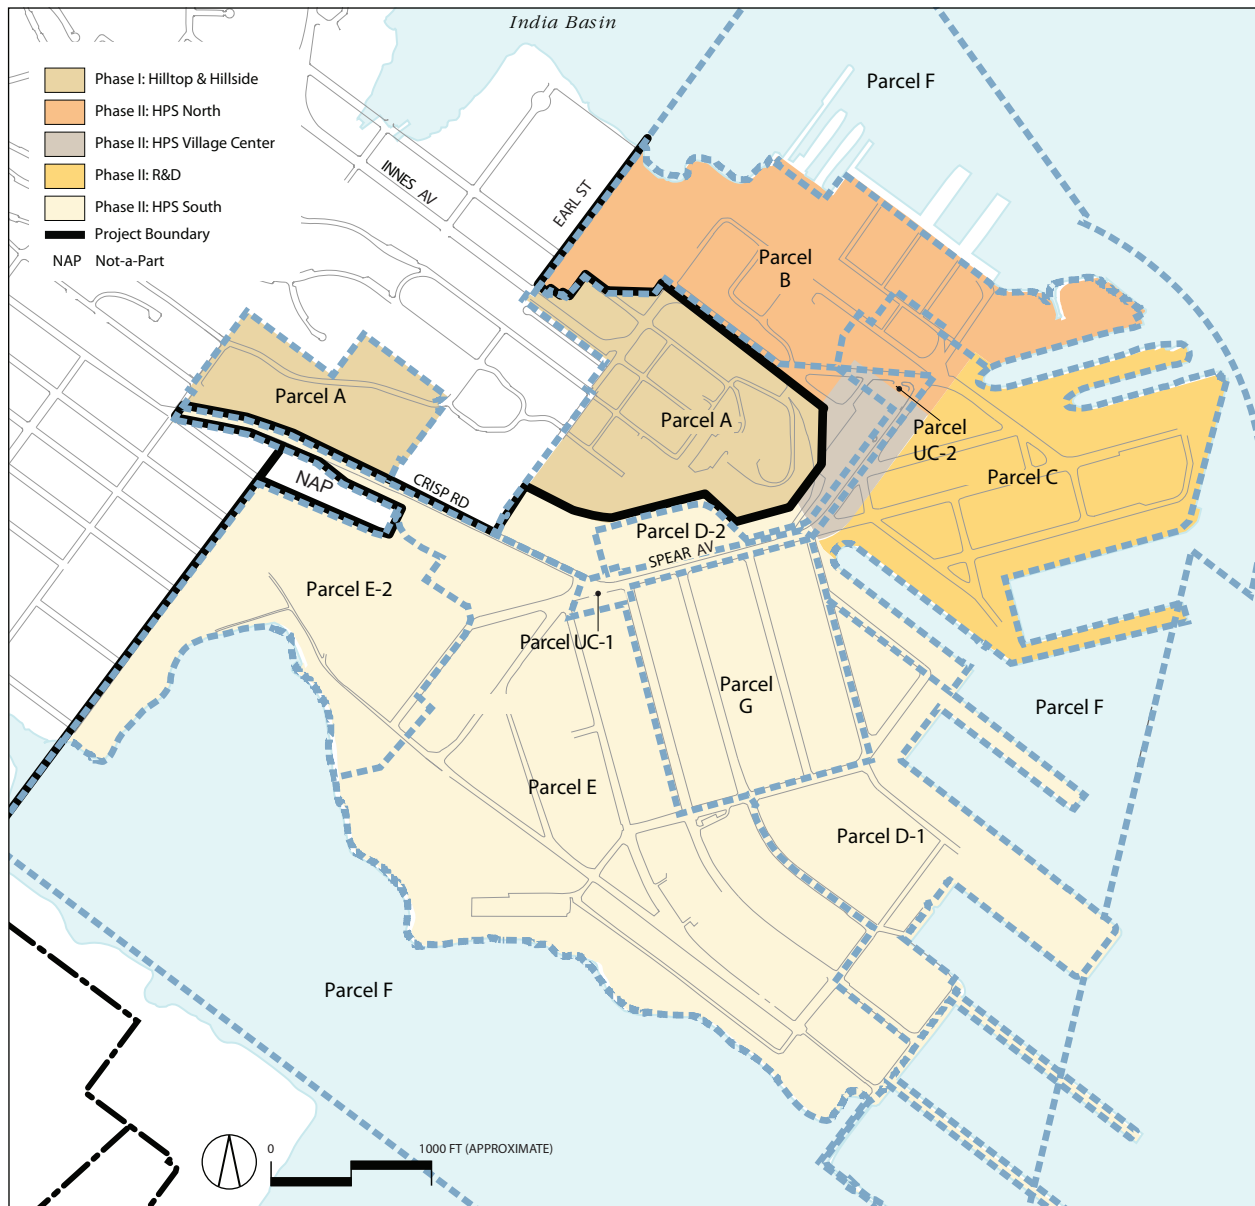 India Basin
Parcel F
Phase I: Hilltop & Hillside
Phase II: HPS North
Phase II: HPS Village Center
Phase II: R&D
Phase II: HPS South
Project Boundary
NAP Not-a-Part
INNES AV
EARL ST
Parcel
B
Parcel A
Parcel A
Parcel
UC-2
Parcel C
NAP
CRISP RD
Parcel D-2
SPEAR AV
Parcel E-2
Parcel UC-1
Parcel
G
Parcel F
Parcel E
Parcel D-1
Parcel F
0
1000 FT (APPROXIMATE)